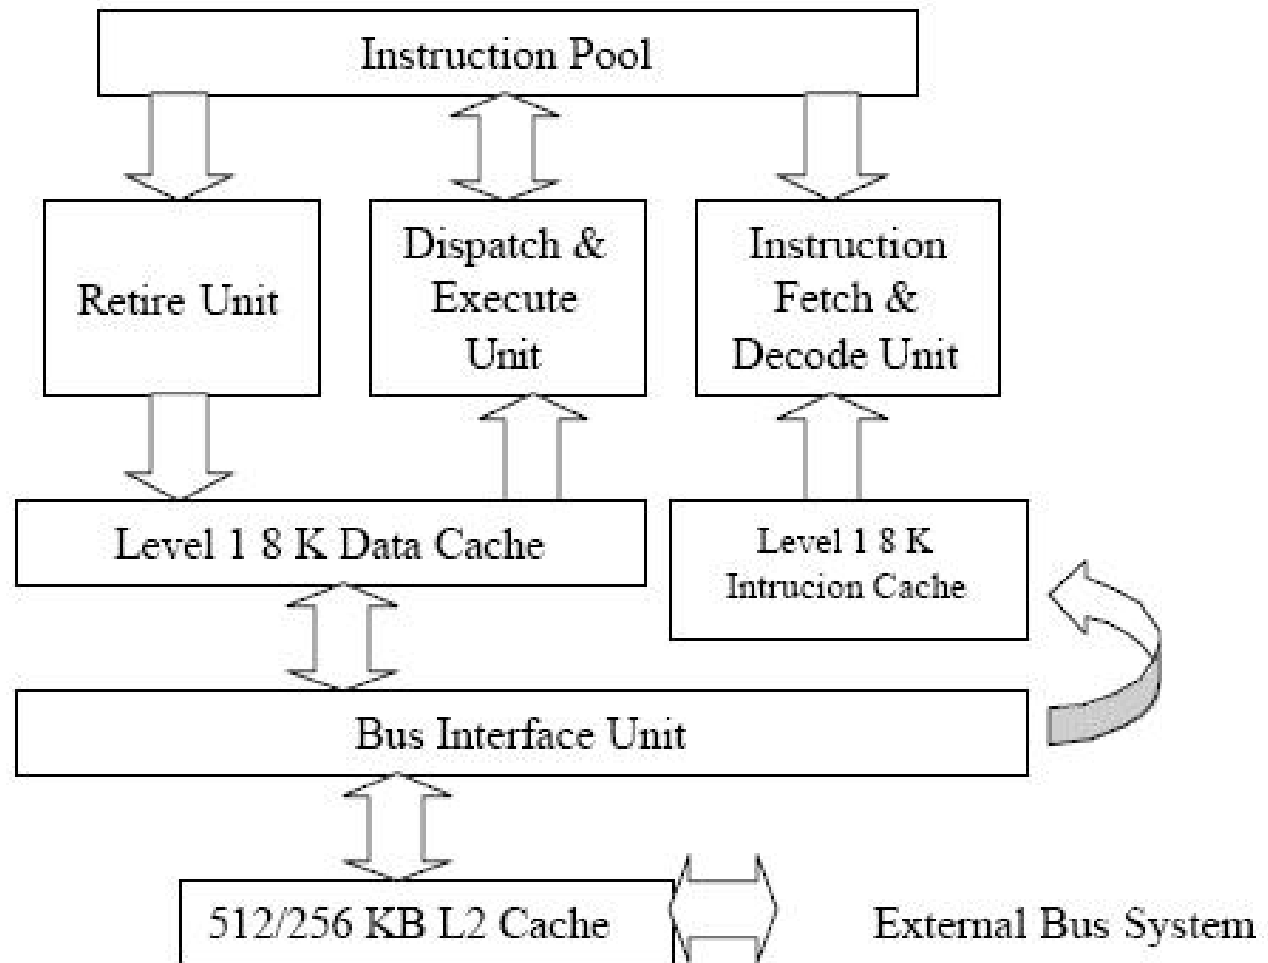 Instruction Pool
Retire Unit
Dispatch &
Execute
Unit
Instruction
Fetch &
Decode Unit
Level 1 8 K Data Cache
Level 1 8 K
Intrucion Cache
Bus Interface Unit
512/256 KB L2 Cache
External Bus System